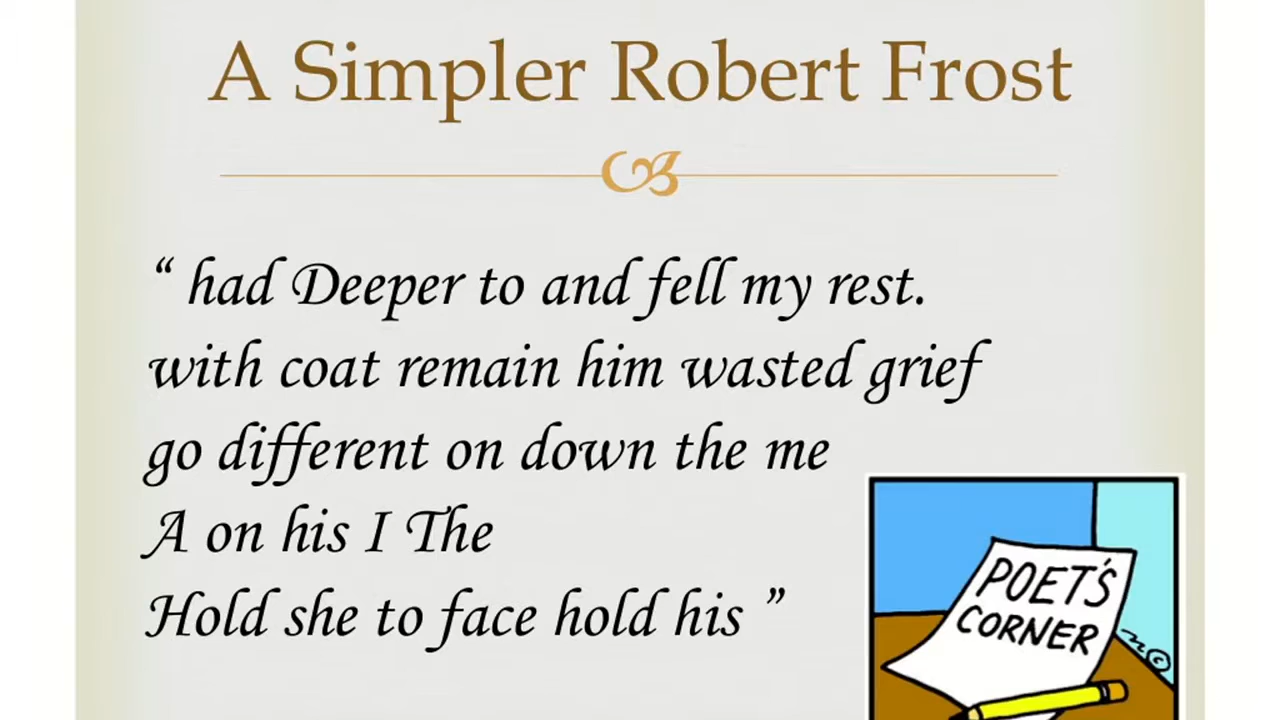 A Simpler Robert Frost
“ had Deeper to and fell my rest.
with coat remain him wasted grief
go different on down the me
A on his I The
Hold she to face hold his ”
POET'S
CORNER